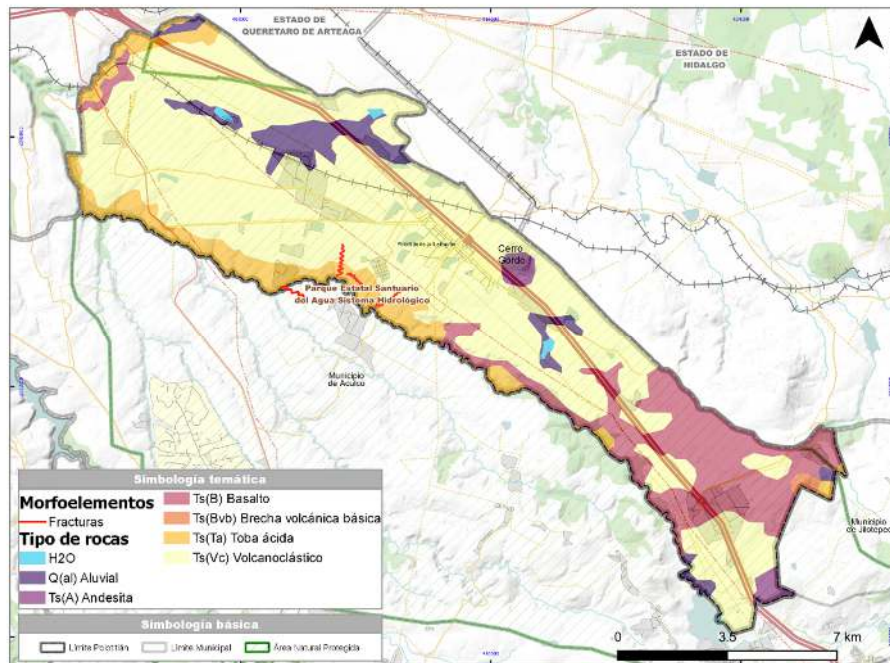 ESTADO DE
QUERETARO DE ARTEAGA
ESTADO DE
HIDALGO
Cerro
Gordo
Parque Estatal Santuario
del Agua Sistema Hidrológico
Municipio
de Aculco
Municipio
de Jilotepec
Simbología temática
Morfoelementos
Fracturas
Tipo de rocas
H2O
Q(al) Aluvial
Ts(A) Andesita
Ts(B) Basalto
Ts(Bvb) Brecha volcánica básica
Ts(Ta) Toba ácida
Ts(Vc) Volcanoclástico
Simbología básica
Límite Polotitlán
Límite Municipal
Área Natural Protegida
0 3.5 7 km